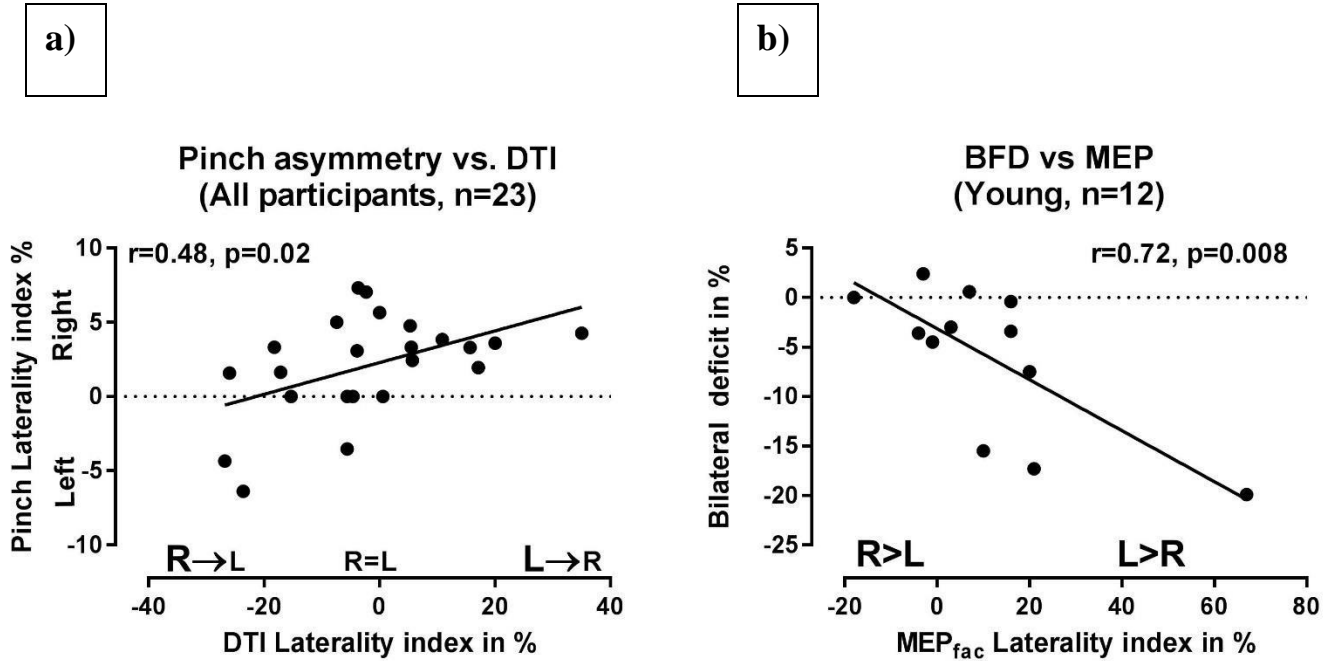 a)
Pinch asymmetry vs. DTI
(All participants, n=23)
r=0.48, p=0.02
Pinch Laterality index %
Left Right
10
5
0
-5
-10
R→L R=L L→R
-40 -20 0 20 40
DTI Laterality index in %
b)
BFD vs MEP
(Young, n=12)
r=0.72, p=0.008
Bilateral deficit in %
5
0
-5
-10
-15
-20
-25
R>L L>R
-20 0 20 40 60 80
MEPfac Laterality index in %